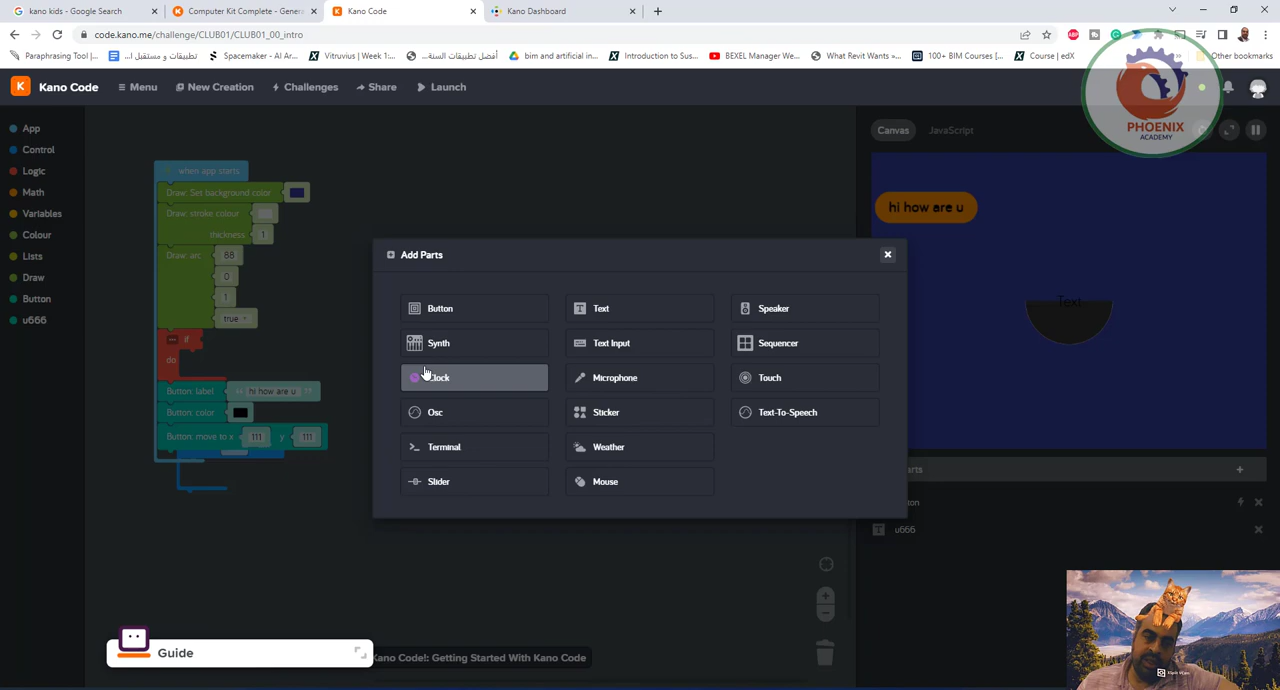 kano kids - Google Search
Computer Kit Complete – Genera
Kano Code
Kano Dashboard
code.kano.me/challenge/CLUB01/CLUB01_00_intro
Paraphrasing Tool |...
تطبيقات و مستقبل ا...
Spacemaker - AI Ar...
Vitruvius | Week 1:...
أفضل تطبيقات السنة...
bim and artificial in...
Introduction to Sus...
BEXEL Manager We...
What Revit Wants »...
100+ BIM Courses [...
Course | edX
Other bookmarks
Kano Code
Menu
New Creation
Challenges
Share
Launch
PHOENIX
ACADEMY
App
Control
Logic
Math
Variables
Colour
Lists
Draw
Button
u666
when app starts
Draw: Set background color
Draw: stroke colour
thickness 1
Draw: arc 88
0
1
true
if
do
Button: label hi how are u
Button: color
Button: move to x 111 y 111
Canvas
JavaScript
hi how are u
Text
Add Parts
Button
Text
Speaker
Synth
Text Input
Sequencer
Clock
Microphone
Touch
Osc
Sticker
Text-To-Speech
Terminal
Weather
Slider
Mouse
u666
Guide
Kano Code!: Getting Started With Kano Code